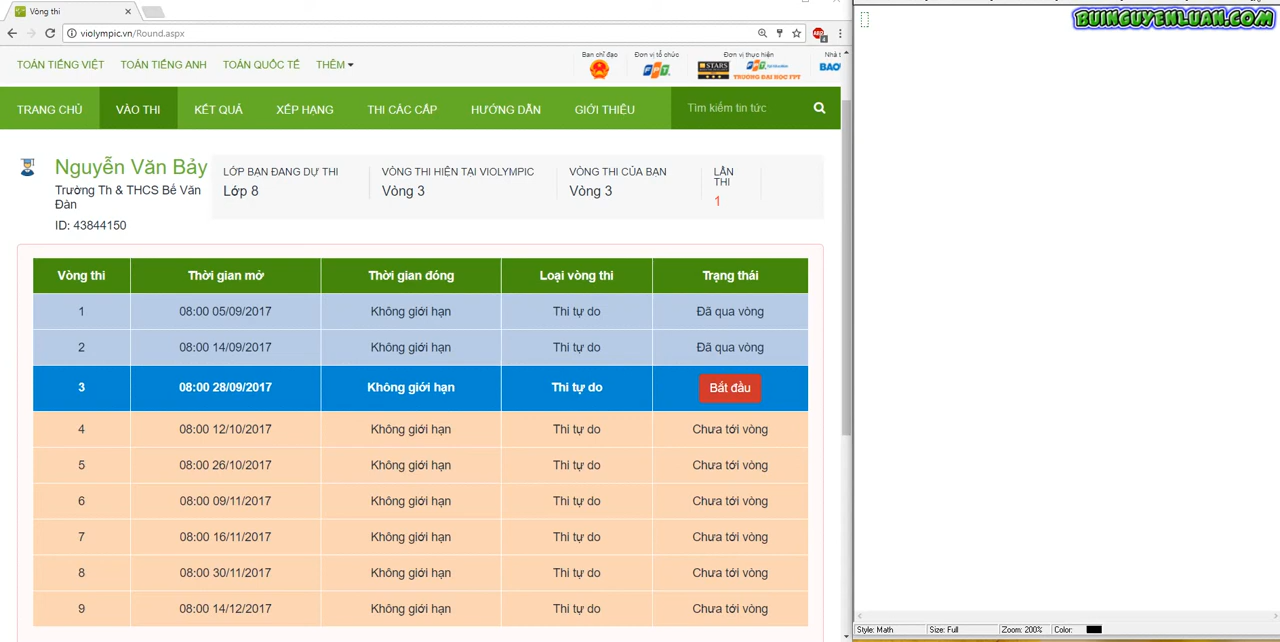 Vòng thi
violympic.vn/Round.aspx
TOÁN TIẾNG VIỆT TOÁN TIẾNG ANH TOÁN QUỐC TẾ THÊM
Ban chỉ đạo Đơn vị tổ chức Đơn vị thực hiện Nhà t
FPT STARS FPT TRƯỜNG ĐẠI HỌC FPT BAO
TRANG CHỦ VÀO THI KẾT QUẢ XẾP HẠNG THI CÁC CẤP HƯỚNG DẪN GIỚI THIỆU Tìm kiếm tin tức
Nguyễn Văn Bảy
Trường Th & THCS Bế Văn
Đàn
ID: 43844150
LỚP BẠN ĐANG DỰ THI
Lớp 8
VÒNG THI HIỆN TẠI VIOLYMPIC
Vòng 3
VÒNG THI CỦA BẠN
Vòng 3
LẦN
THI
1
Vòng thi Thời gian mở Thời gian đóng Loại vòng thi Trạng thái
1 08:00 05/09/2017 Không giới hạn Thi tự do Đã qua vòng
2 08:00 14/09/2017 Không giới hạn Thi tự do Đã qua vòng
3 08:00 28/09/2017 Không giới hạn Thi tự do Bắt đầu
4 08:00 12/10/2017 Không giới hạn Thi tự do Chưa tới vòng
5 08:00 26/10/2017 Không giới hạn Thi tự do Chưa tới vòng
6 08:00 09/11/2017 Không giới hạn Thi tự do Chưa tới vòng
7 08:00 16/11/2017 Không giới hạn Thi tự do Chưa tới vòng
8 08:00 30/11/2017 Không giới hạn Thi tự do Chưa tới vòng
9 08:00 14/12/2017 Không giới hạn Thi tự do Chưa tới vòng
BUINGUYENLUAN.COM
Style: Math Size: Full Zoom: 200% Color: